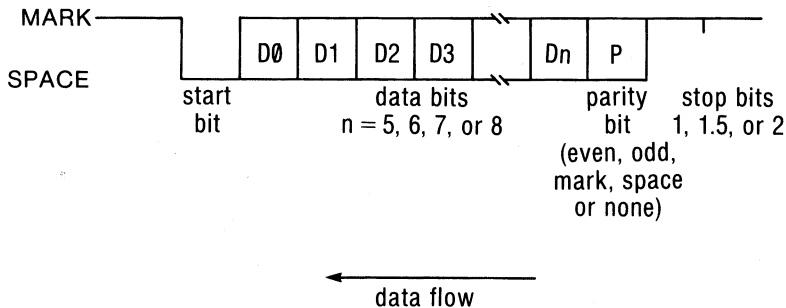 MARK
D0 D1 D2 D3 Dn P
SPACE
start
bit
data bits
n = 5, 6, 7, or 8
parity
bit
(even, odd,
mark, space
or none)
stop bits
1, 1.5, or 2
data flow